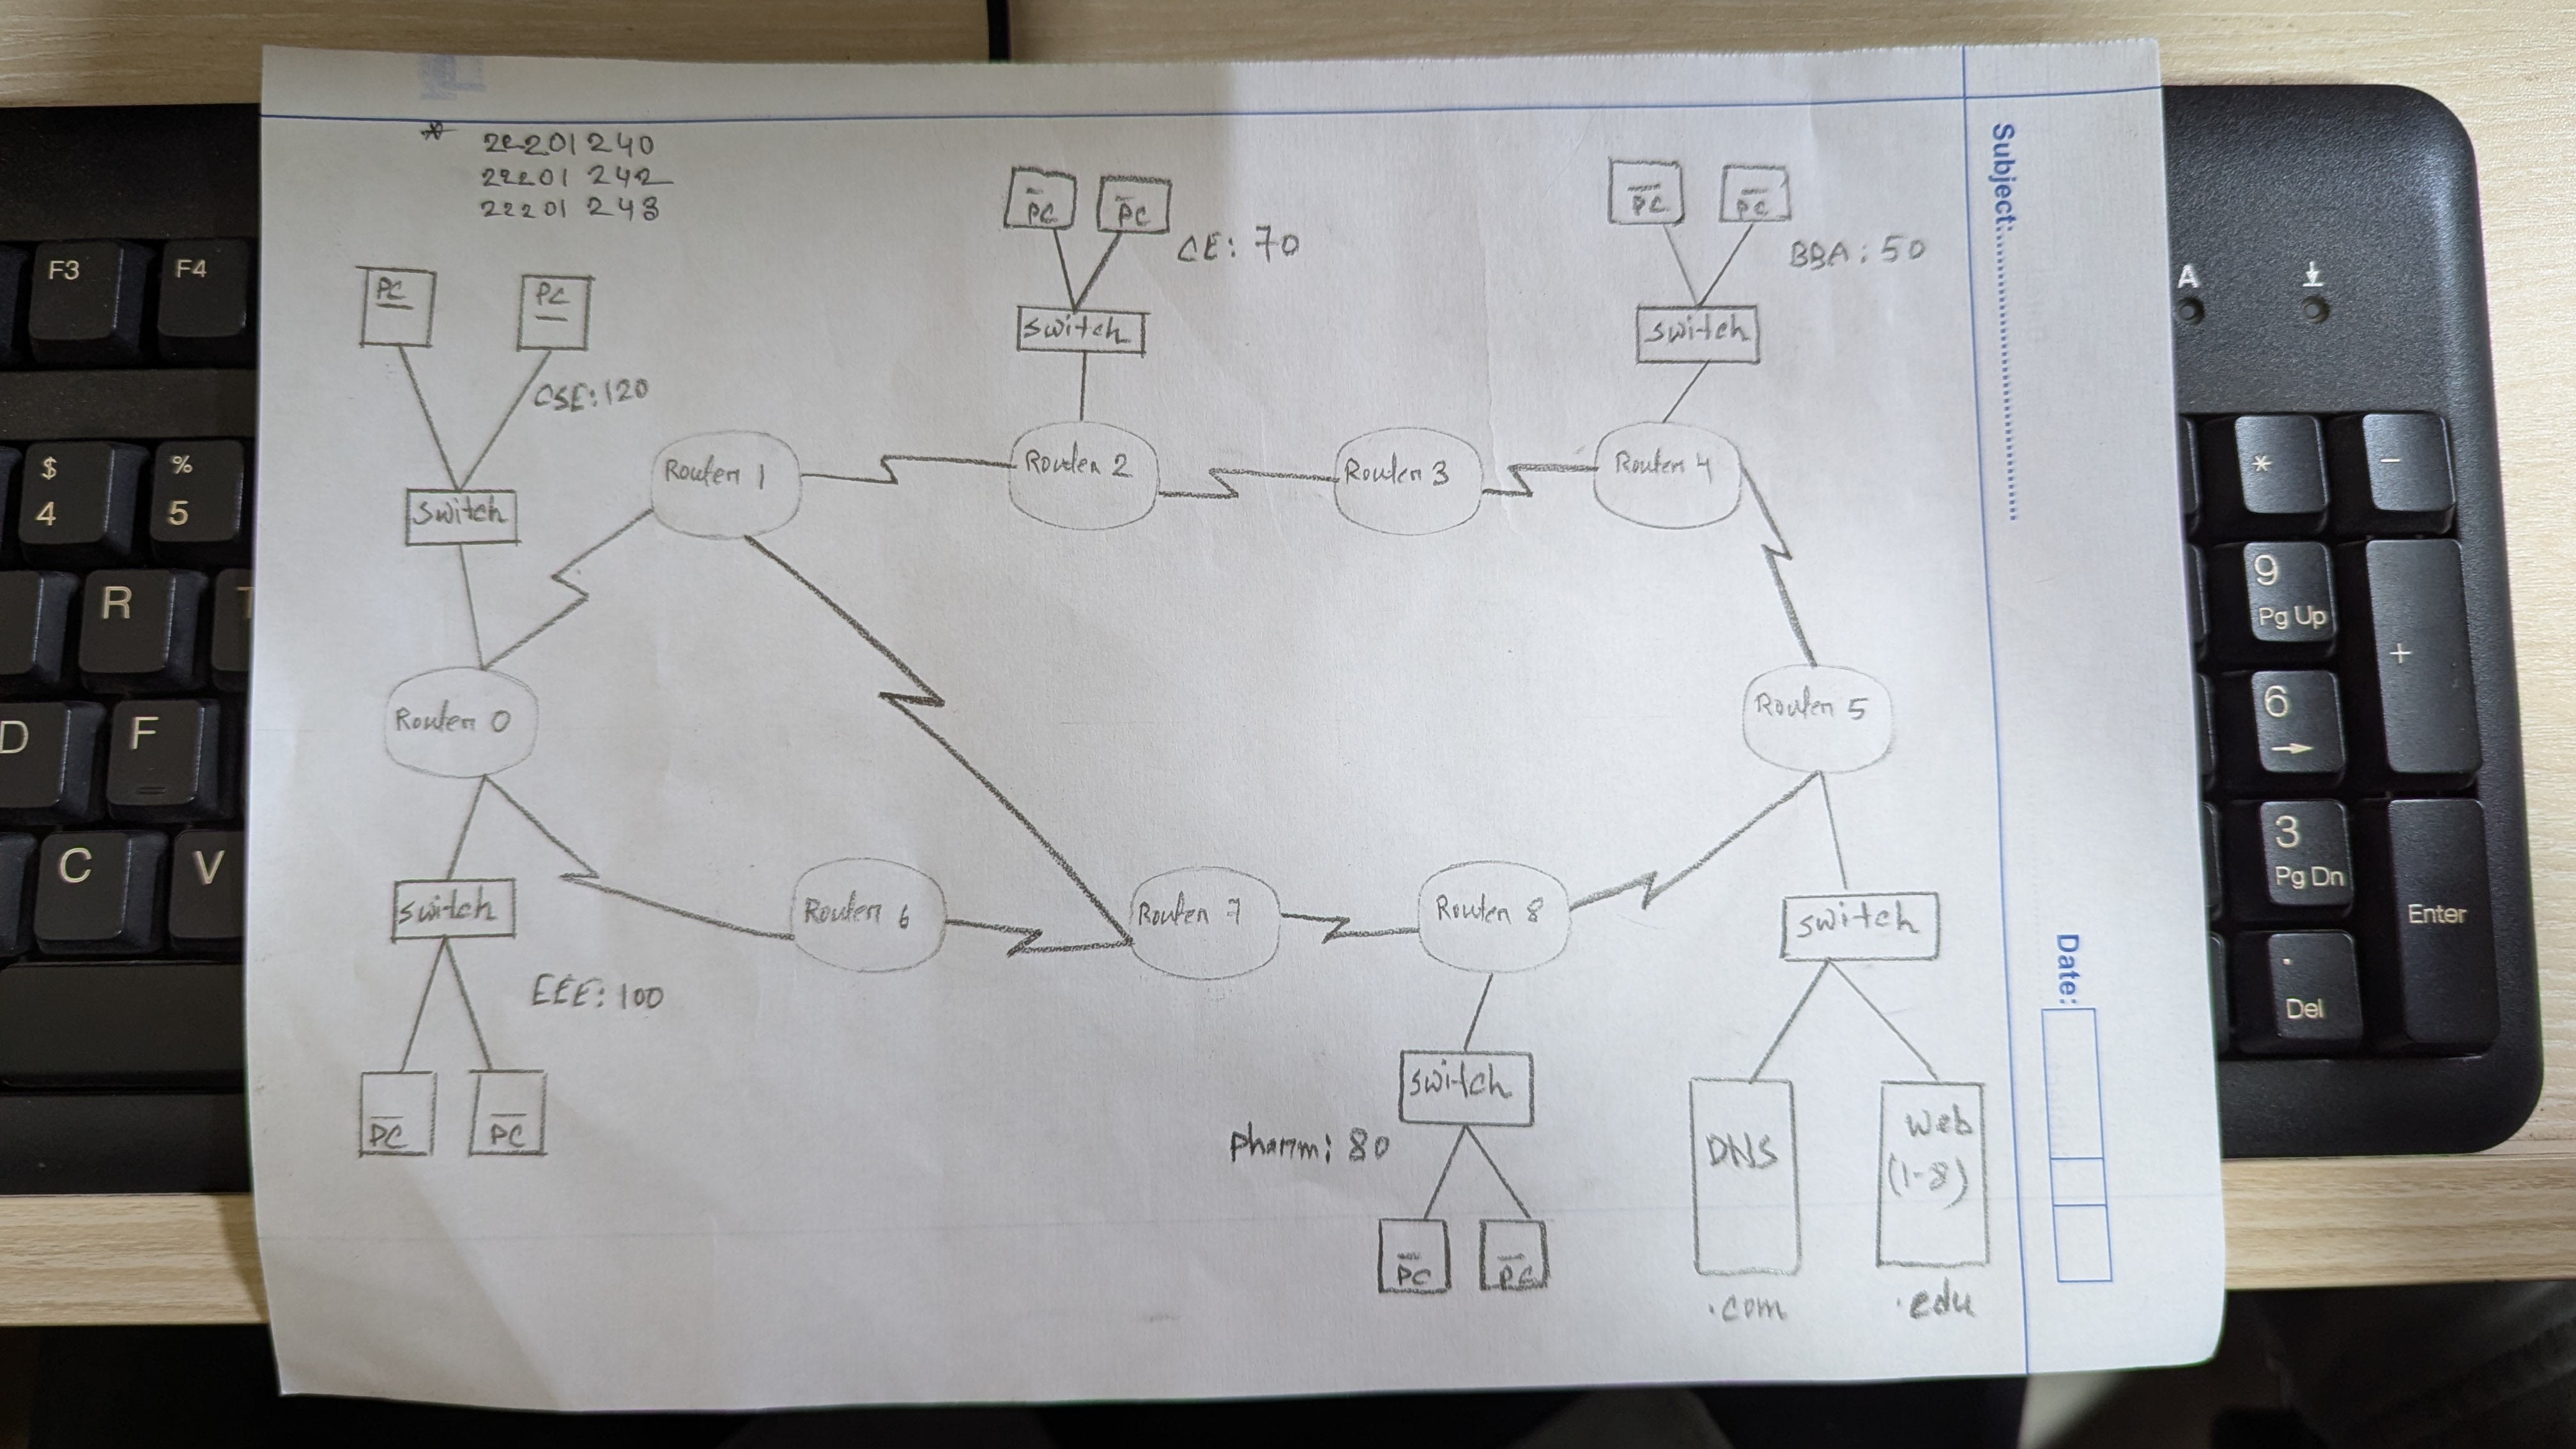 * 22201240
22201242
22201243
Subject:
PC
PC
CE: 70
PC
PC
BBA: 50
PC
PC
CSE: 120
Switch
Switch
Switch
Router 1
Router 2
Router 3
Router 4
Router 0
Router 5
Switch
EEE: 100
PC
PC
Router 6
Router 7
Router 8
Switch
Pharm: 80
PC
PC
Switch
DNS
Web
(1-8)
.com
.edu
Date:
F3
F4
$
4
%
5
R
T
D
F
C
V
A
*
-
9
Pg Up
+
6
→
3
Pg Dn
Enter
.
Del